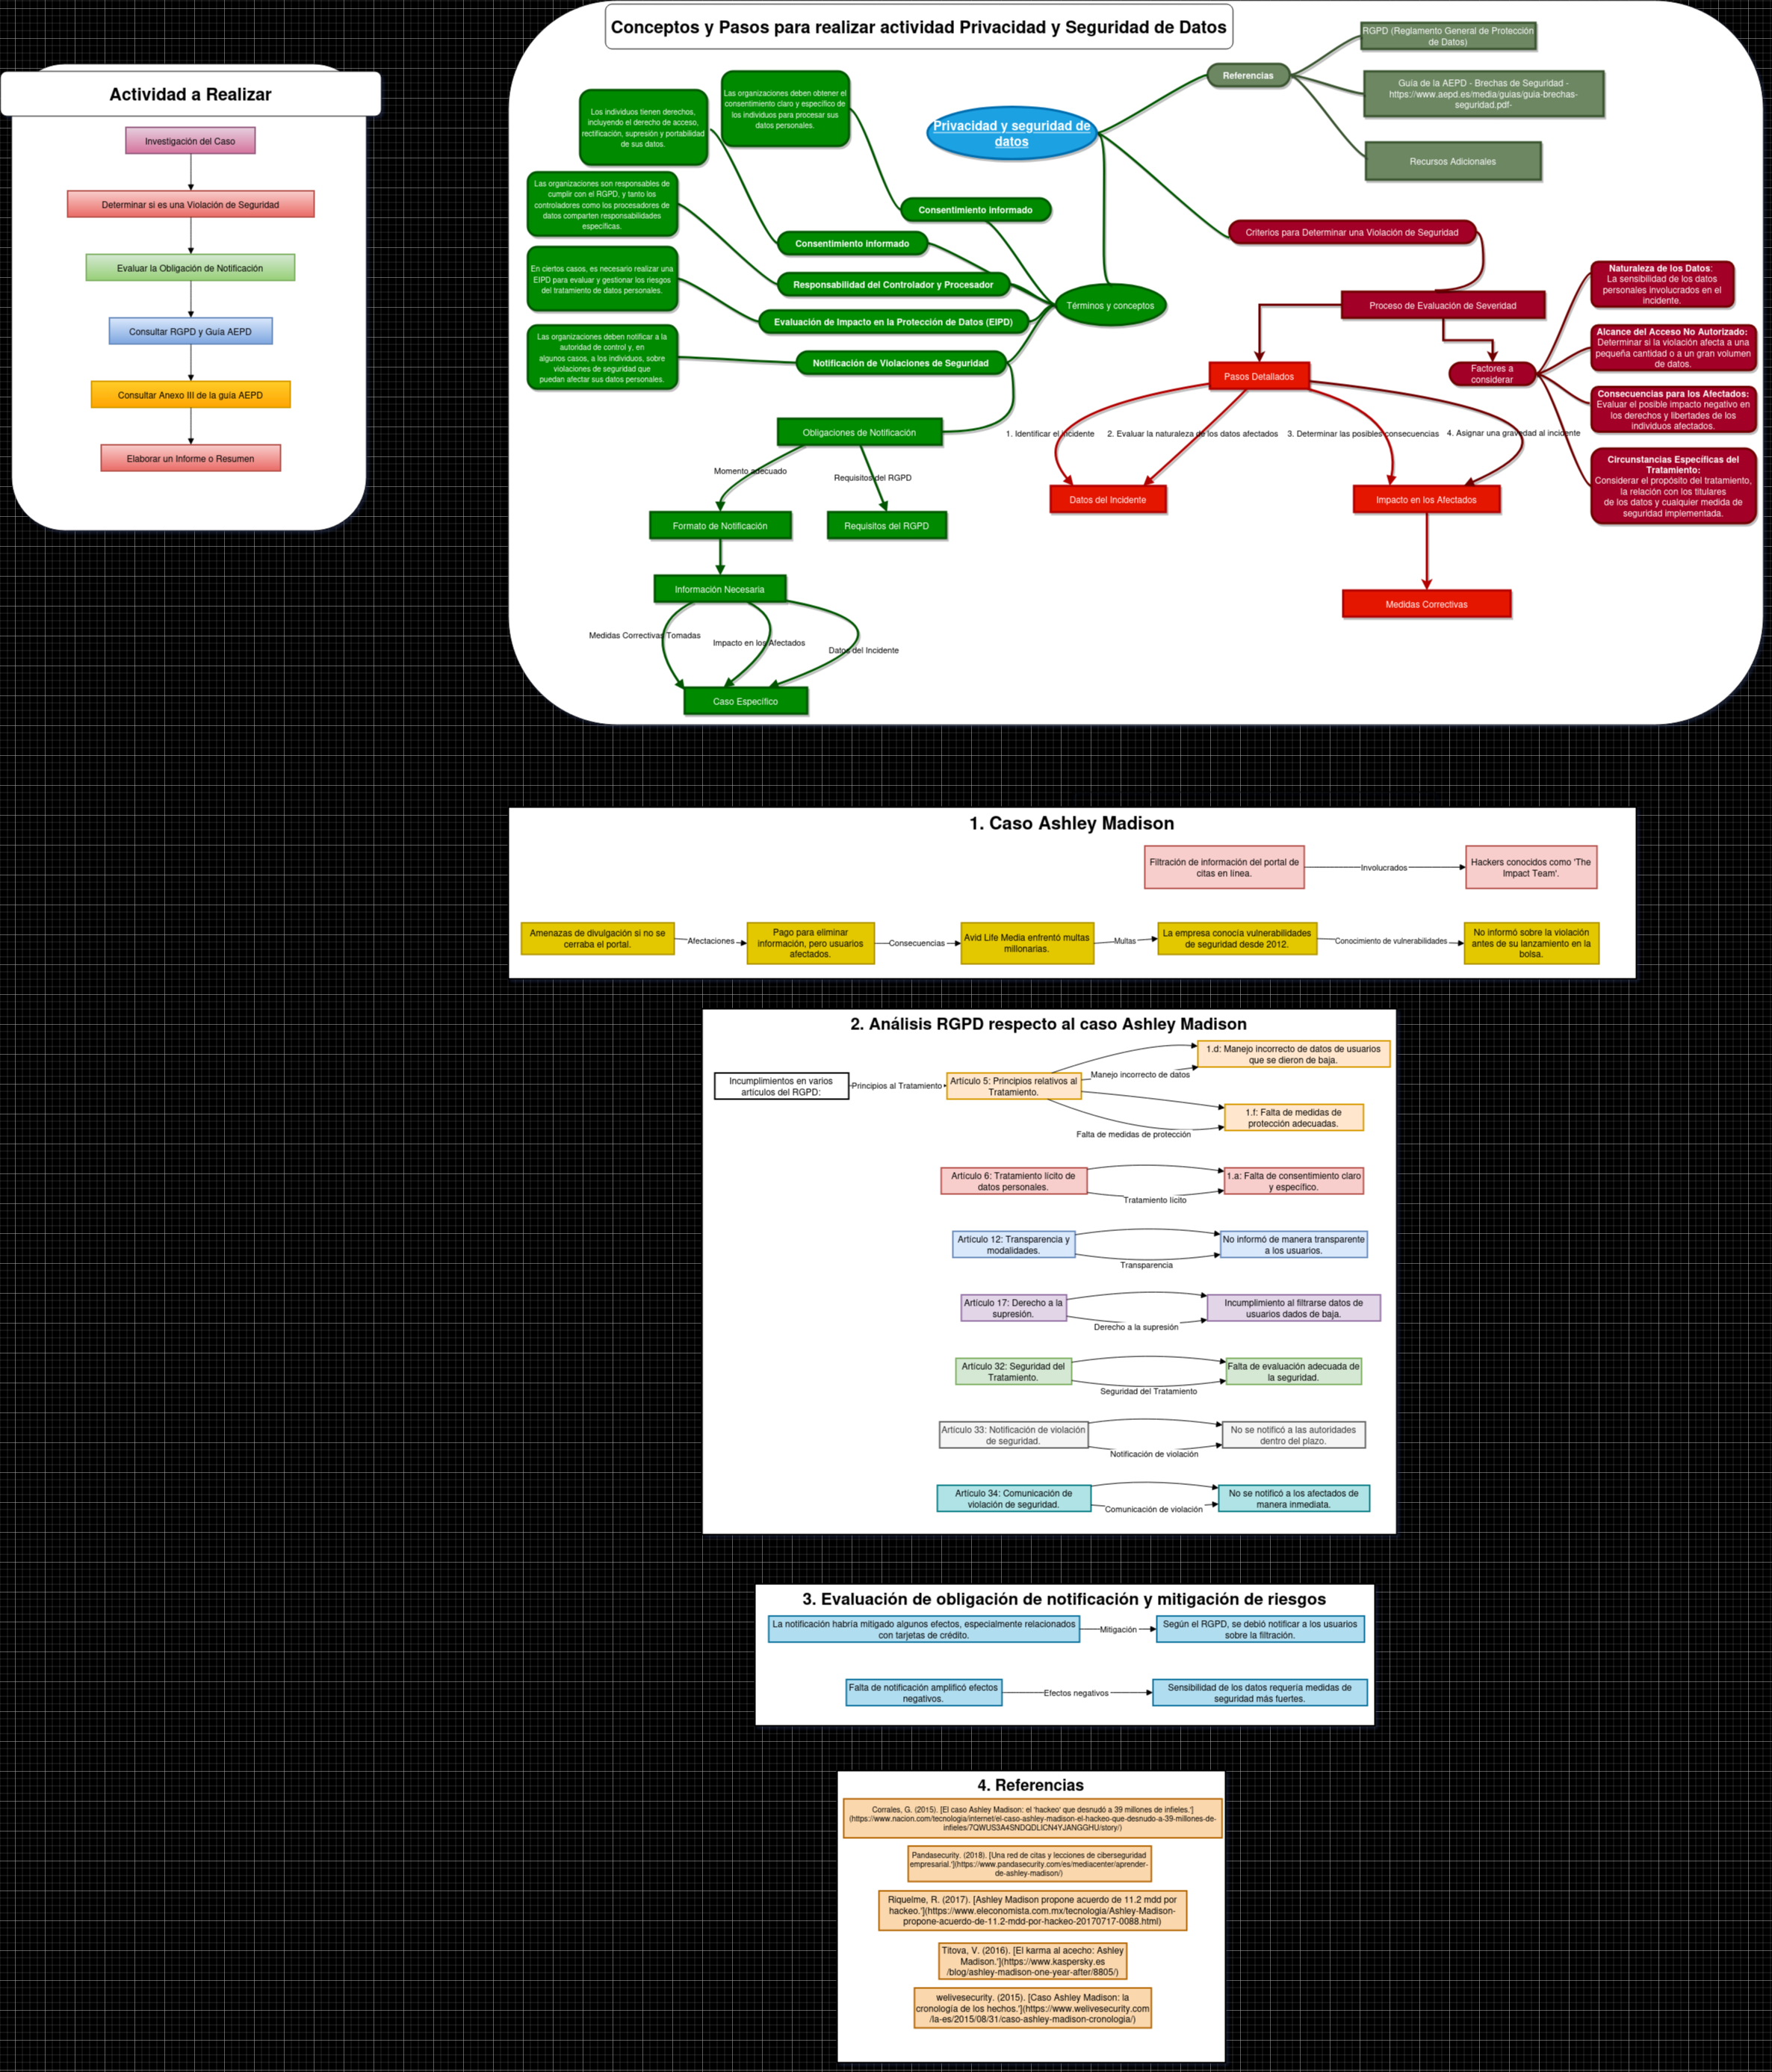 Actividad a Realizar
Investigación del Caso
Determinar si es una Violación de Seguridad
Evaluar la Obligación de Notificación
Consultar RGPD y Guía AEPD
Consultar Anexo III de la guía AEPD
Elaborar un Informe o Resumen
Conceptos y Pasos para realizar actividad Privacidad y Seguridad de Datos
Privacidad y seguridad de
datos
Referencias
RGPD (Reglamento General de Protección
de Datos)
Guia de la AEPD - Brechas de Seguridad -
https://www.aepd.es/media/guias/guia-brechas-
seguridad.pdf-
Recursos Adicionales
Las organizaciones deben obtener el
consentimiento claro y específico de
los individuos para procesar sus
datos personales.
Los individuos tienen derechos,
incluyendo el derecho de acceso,
rectificación, supresión y portabilidad
de sus datos.
Las organizaciones son responsables de
cumplir con el RGPD, y tanto los
controladores como los procesadores de
datos comparten responsabilidades
específicas.
En ciertos casos, es necesario realizar una
EIPD para evaluar y gestionar los riesgos
del tratamiento de datos personales.
Las organizaciones deben notificar a la
autoridad de control y, en
algunos casos, a los individuos, sobre
violaciones de seguridad que
puedan afectar sus datos personales.
Consentimiento informado
Consentimiento informado
Responsabilidad del Controlador y Procesador
Evaluación de Impacto en la Protección de Datos (EIPD)
Notificación de Violaciones de Seguridad
Términos y conceptos
Obligaciones de Notificación
Momento adecuado
Requisitos del RGPD
Formato de Notificación
Requisitos del RGPD
Información Necesaria
Medidas Correctivas Tomadas
Impacto en los Afectados
Datos del Incidente
Caso Específico
Criterios para Determinar una Violación de Seguridad
Proceso de Evaluación de Severidad
Pasos Detallados
Factores a
considerar
Naturaleza de los Datos:
La sensibilidad de los datos
personales involucrados en el
incidente.
Alcance del Acceso No Autorizado:
Determinar si la violación afecta a una
pequeña cantidad o a un gran volumen
de datos.
Consecuencias para los Afectados:
Evaluar el posible impacto negativo en
los derechos y libertades de los
individuos afectados.
Circunstancias Específicas del
Tratamiento:
Considerar el propósito del tratamiento,
la relación con los titulares
de los datos y cualquier medida de
seguridad implementada.
1. Identificar el incidente
2. Evaluar la naturaleza de los datos afectados
3. Determinar las posibles consecuencias
4. Asignar una gravedad al incidente
Datos del Incidente
Impacto en los Afectados
Medidas Correctivas
1. Caso Ashley Madison
Filtración de información del portal de
citas en línea.
Involucrados
Hackers conocidos como 'The
Impact Team'.
Amenazas de divulgación si no se
cerraba el portal.
Afectaciones
Pago para eliminar
información, pero usuarios
afectados.
Consecuencias
Avid Life Media enfrentó multas
millonarias.
Multas
La empresa conocía vulnerabilidades
de seguridad desde 2012.
Conocimiento de vulnerabilidades
No informó sobre la violación
antes de su lanzamiento en la
bolsa.
2. Análisis RGPD respecto al caso Ashley Madison
Incumplimientos en varios
artículos del RGPD:
Principios al Tratamiento
Artículo 5: Principios relativos al
Tratamiento.
1.d: Manejo incorrecto de datos de usuarios
que se dieron de baja.
Manejo incorrecto de datos
1.f: Falta de medidas de
protección adecuadas.
Falta de medidas de protección
Artículo 6: Tratamiento lícito de
datos personales.
Tratamiento lícito
1.a: Falta de consentimiento claro
y específico.
Artículo 12: Transparencia y
modalidades.
Transparencia
No informó de manera transparente
a los usuarios.
Artículo 17: Derecho a la
supresión.
Derecho a la supresión
Incumplimiento al filtrarse datos de
usuarios dados de baja.
Artículo 32: Seguridad del
Tratamiento.
Seguridad del Tratamiento
Falta de evaluación adecuada de
la seguridad.
Artículo 33: Notificación de violación
de seguridad.
Notificación de violación
No se notificó a las autoridades
dentro del plazo.
Artículo 34: Comunicación de
violación de seguridad.
Comunicación de violación
No se notificó a los afectados de
manera inmediata.
3. Evaluación de obligación de notificación y mitigación de riesgos
La notificación habría mitigado algunos efectos, especialmente relacionados
con tarjetas de crédito.
Mitigación
Según el RGPD, se debió notificar a los usuarios
sobre la filtración.
Falta de notificación amplificó efectos
negativos.
Efectos negativos
Sensibilidad de los datos requería medidas de
seguridad más fuertes.
4. Referencias
Corrales, G. (2015). [El caso Ashley Madison: el 'hackeo' que desnudó a 39 millones de infieles.']
(https://www.nacion.com/tecnologia/internet/el-caso-ashley-madison-el-hackeo-que-desnudo-a-39-millones-de-
infieles/7QWUS3A4SNDQDLICN4YJANGGHU/story/)
Pandasecurity. (2018). [Una red de citas y lecciones de ciberseguridad
empresarial.'](https://www.pandasecurity.com/es/mediacenter/aprender-
de-ashley-madison/)
Riquelme, R. (2017). [Ashley Madison propone acuerdo de 11.2 mdd por
hackeo.'](https://www.eleconomista.com.mx/tecnologia/Ashley-Madison-
propone-acuerdo-de-11.2-mdd-por-hackeo-20170717-0088.html)
Titova, V. (2016). [El karma al acecho: Ashley
Madison.'](https://www.kaspersky.es
/blog/ashley-madison-one-year-after/8805/)
welivesecurity. (2015). [Caso Ashley Madison: la
cronología de los hechos.'](https://www.welivesecurity.com
/la-es/2015/08/31/caso-ashley-madison-cronologia/)